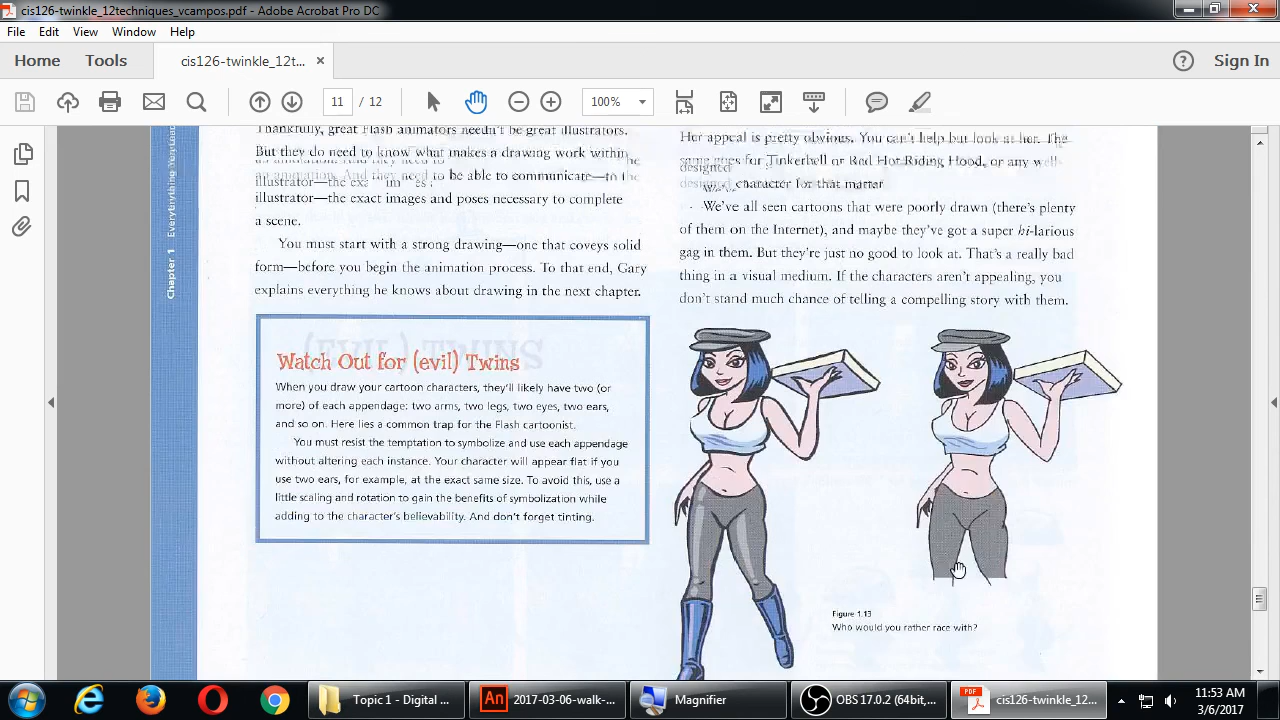 cis126-twinkle_12techniques_vcampos.pdf - Adobe Acrobat Pro DC
File Edit View Window Help
Home Tools cis126-twinkle_12t... × Sign In
11 / 12 100%
Chapter 1
Thankfully, great Flash animators needn't be great illustrators.
But they do need to know what makes a drawing work within
be able to communicate—to the
illustrator—the exact images and poses necessary to complete
a scene.
You must start with a strong drawing—one that coveys solid
form—before you begin the animation process. To that end, Gary
explains everything he knows about drawing in the next chapter.
Watch Out for (evil) Twins
When you draw your cartoon characters, they'll likely have two (or
more) of each appendage: two arms, two legs, two eyes, two ears,
and so on. Here lies a common trap for the Flash cartoonist.
You must resist the temptation to symbolize and use each appendage
without altering each instance. Your character will appear flat if you
use two ears, for example, at the exact same size. To avoid this, use a
little scaling and rotation to gain the benefits of symbolization while
adding to the character's believability. And don't forget tinting.
Her appeal is pretty obvious. You can't help but look at her. The
same goes for Tinkerbell or Red Hot Riding Hood, or any well-
designed character for that matter
We've all seen cartoons that were poorly drawn (there's plenty
of them on the Internet), and maybe they've got a super hi-larious
gag in them. But they're just no good to look at. That's a really bad
thing in a visual medium. If the characters aren't appealing, you
don't stand much chance of telling a compelling story with them.
Figure 1.13
Who would you rather race with?
Topic 1 - Digital ... An 2017-03-06-walk-... Magnifier OBS 17.0.2 (64bit,... PDF cis126-twinkle_12... 11:53 AM
3/6/2017